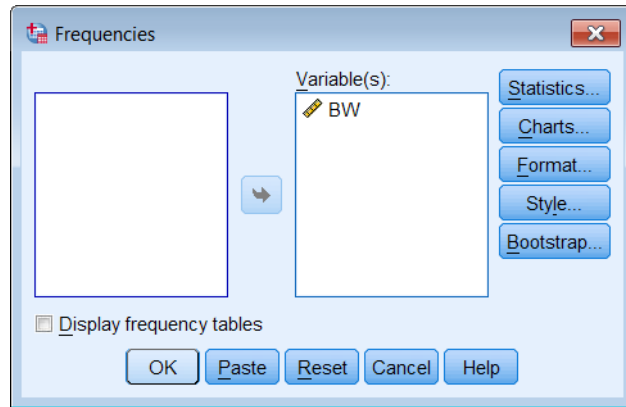 Frequencies
Variable(s):
BW
Statistics...
Charts...
Format...
Style...
Bootstrap...
Display frequency tables
OK
Paste
Reset
Cancel
Help